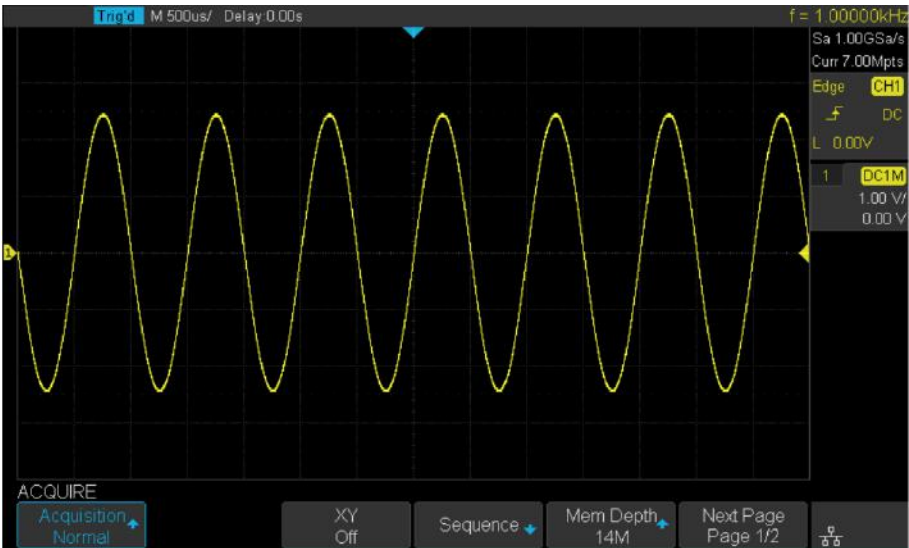 Trig'd M 500us/ Delay:0.00s f = 1.00000kHz
Sa 1.00GSa/s
Curr 7.00Mpts
Edge CH1
DC
L 0.00V
1 DC1M
1.00 V/
0.00 V
1
ACQUIRE
Acquisition
Normal
XY
Off
Sequence
Mem Depth
14M
Next Page
Page 1/2